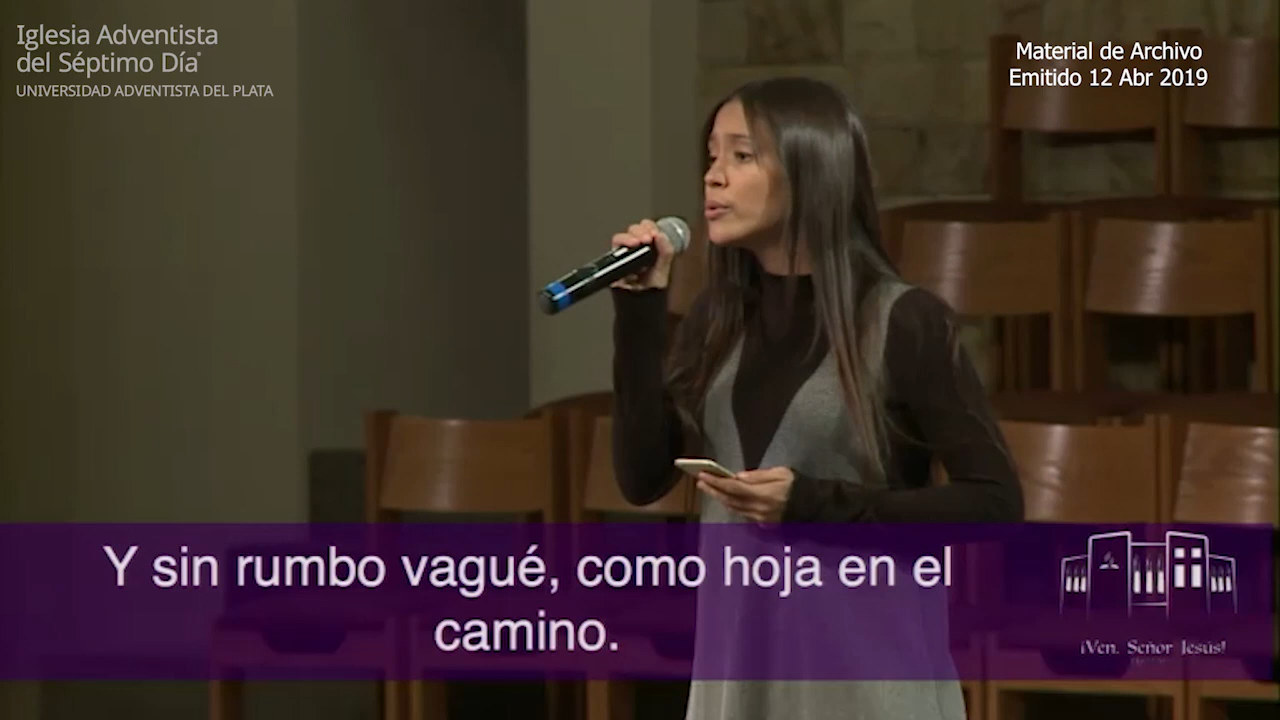 Iglesia Adventista
del Séptimo Día
UNIVERSIDAD ADVENTISTA DEL PLATA
Material de Archivo
Emitido 12 Abr 2019
Y sin rumbo vagué, como hoja en el
camino.
¡Ven, Señor Jesús!